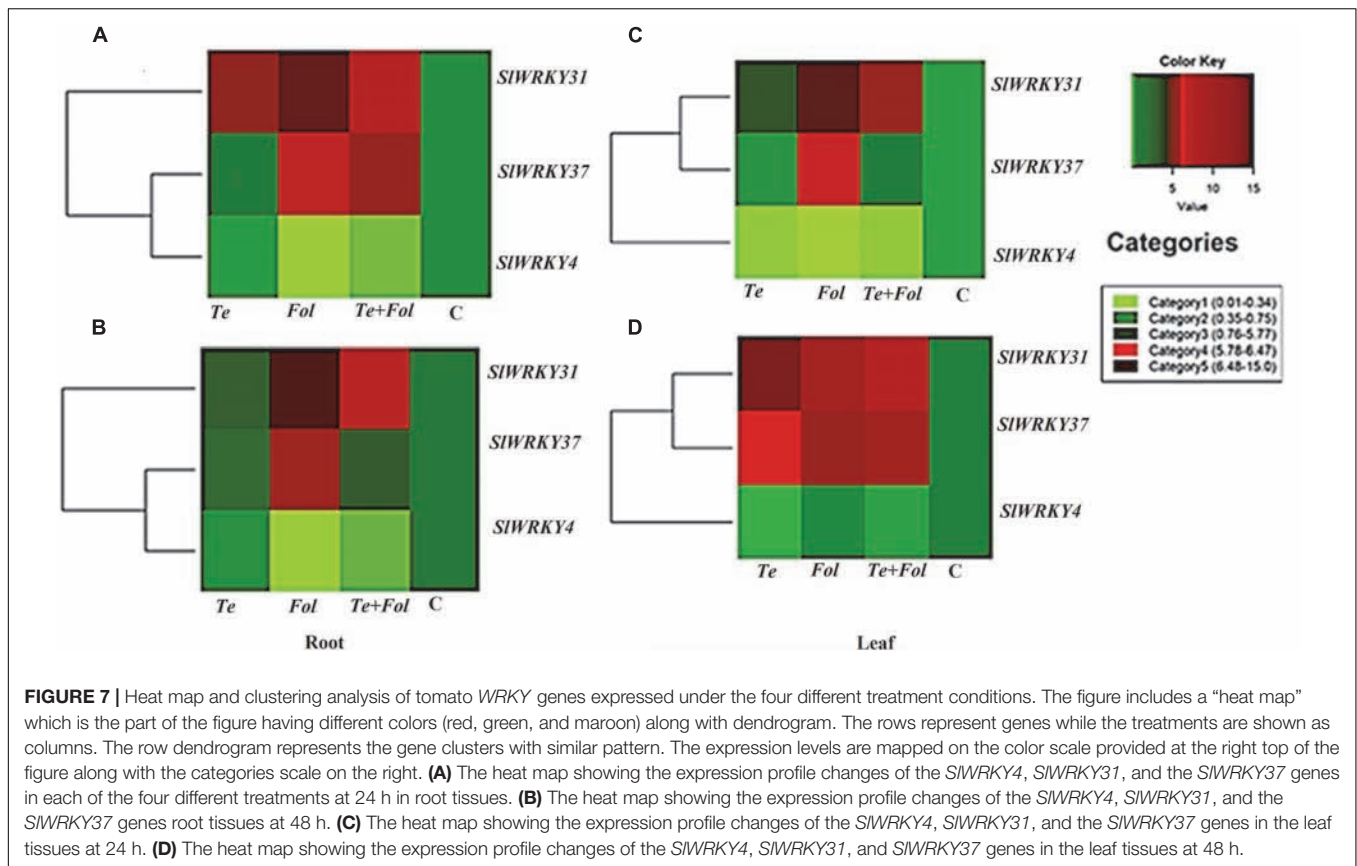 A
SlWRKY31
SlWRKY37
SlWRKY4
Te Fol Te+Fol C
B
SlWRKY31
SlWRKY37
SlWRKY4
Te Fol Te+Fol C
Root
C
SlWRKY31
SlWRKY37
SlWRKY4
Te Fol Te+Fol C
D
SlWRKY31
SlWRKY37
SlWRKY4
Te Fol Te+Fol C
Leaf
Color Key
5 10 15
Value
Categories
Category1 (0.01-0.34)
Category2 (0.35-0.75)
Category3 (0.76-5.77)
Category4 (5.78-6.47)
Category5 (6.48-15.0)
FIGURE 7 | Heat map and clustering analysis of tomato WRKY genes expressed under the four different treatment conditions. The figure includes a “heat map”
which is the part of the figure having different colors (red, green, and maroon) along with dendrogram. The rows represent genes while the treatments are shown as
columns. The row dendrogram represents the gene clusters with similar pattern. The expression levels are mapped on the color scale provided at the right top of the
figure along with the categories scale on the right. (A) The heat map showing the expression profile changes of the SlWRKY4, SlWRKY31, and the SlWRKY37 genes
in each of the four different treatments at 24 h in root tissues. (B) The heat map showing the expression profile changes of the SlWRKY4, SlWRKY31, and the
SlWRKY37 genes root tissues at 48 h. (C) The heat map showing the expression profile changes of the SlWRKY4, SlWRKY31, and the SlWRKY37 genes in the leaf
tissues at 24 h. (D) The heat map showing the expression profile changes of the SlWRKY4, SlWRKY31, and SlWRKY37 genes in the leaf tissues at 48 h.